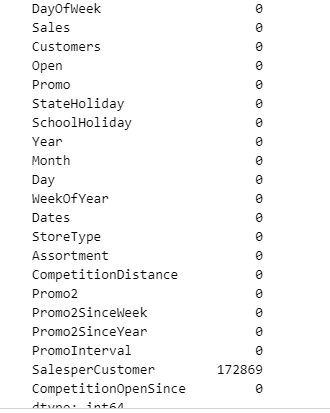 DayOfWeek 0
Sales 0
Customers 0
Open 0
Promo 0
StateHoliday 0
SchoolHoliday 0
Year 0
Month 0
Day 0
WeekOfYear 0
Dates 0
StoreType 0
Assortment 0
CompetitionDistance 0
Promo2 0
Promo2SinceWeek 0
Promo2SinceYear 0
PromoInterval 0
SalesperCustomer 172869
CompetitionOpenSince 0
dtype: int64